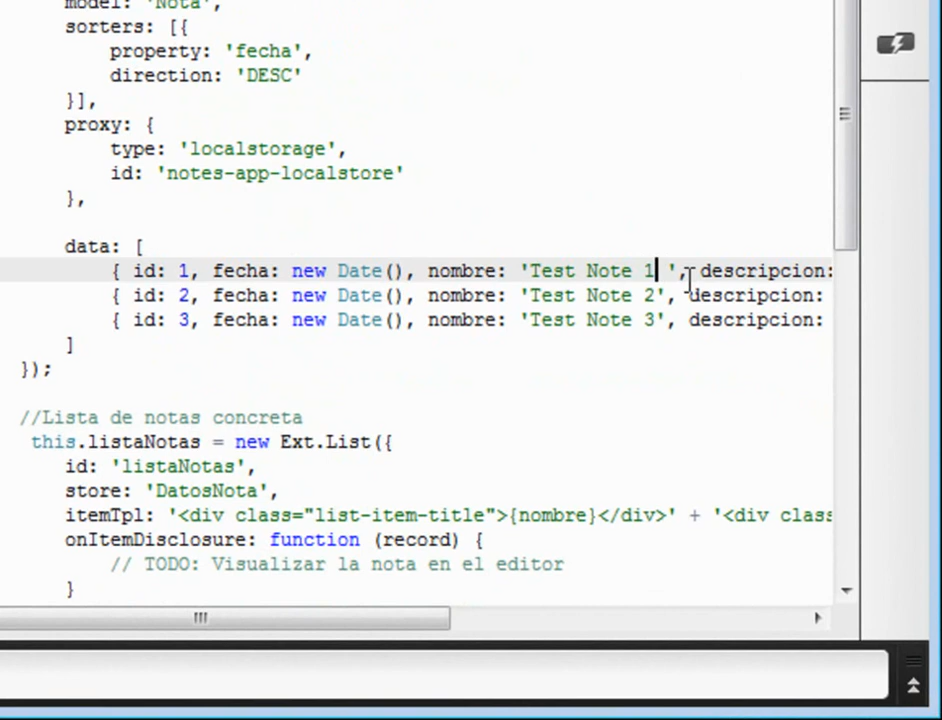 model: 'Nota',
sorters: [{
property: 'fecha',
direction: 'DESC'
}],
proxy: {
type: 'localstorage',
id: 'notes-app-localstore'
},
data: [
{ id: 1, fecha: new Date(), nombre: 'Test Note 1 ', descripcion:
{ id: 2, fecha: new Date(), nombre: 'Test Note 2', descripcion:
{ id: 3, fecha: new Date(), nombre: 'Test Note 3', descripcion:
]
});
//Lista de notas concreta
this.listaNotas = new Ext.List({
id: 'listaNotas',
store: 'DatosNota',
itemTpl: '<div class="list-item-title">{nombre}</div>' + '<div class
onItemDisclosure: function (record) {
// TODO: Visualizar la nota en el editor
}